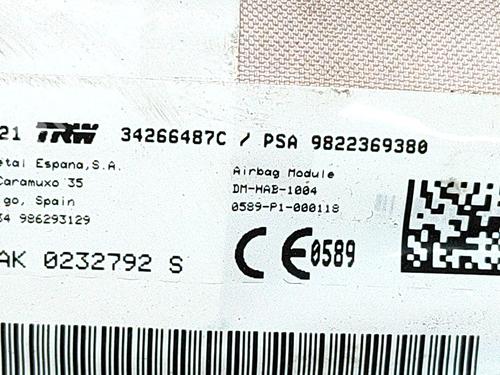 21 TRW 34266487C / PSA 9822369380
etal Espana,S.A.
Caramuxo 35
go, Spain
34 986293129
Airbag Module
DM-HAB-1004
0589-P1-000118
AK 0232792 S
CE 0589